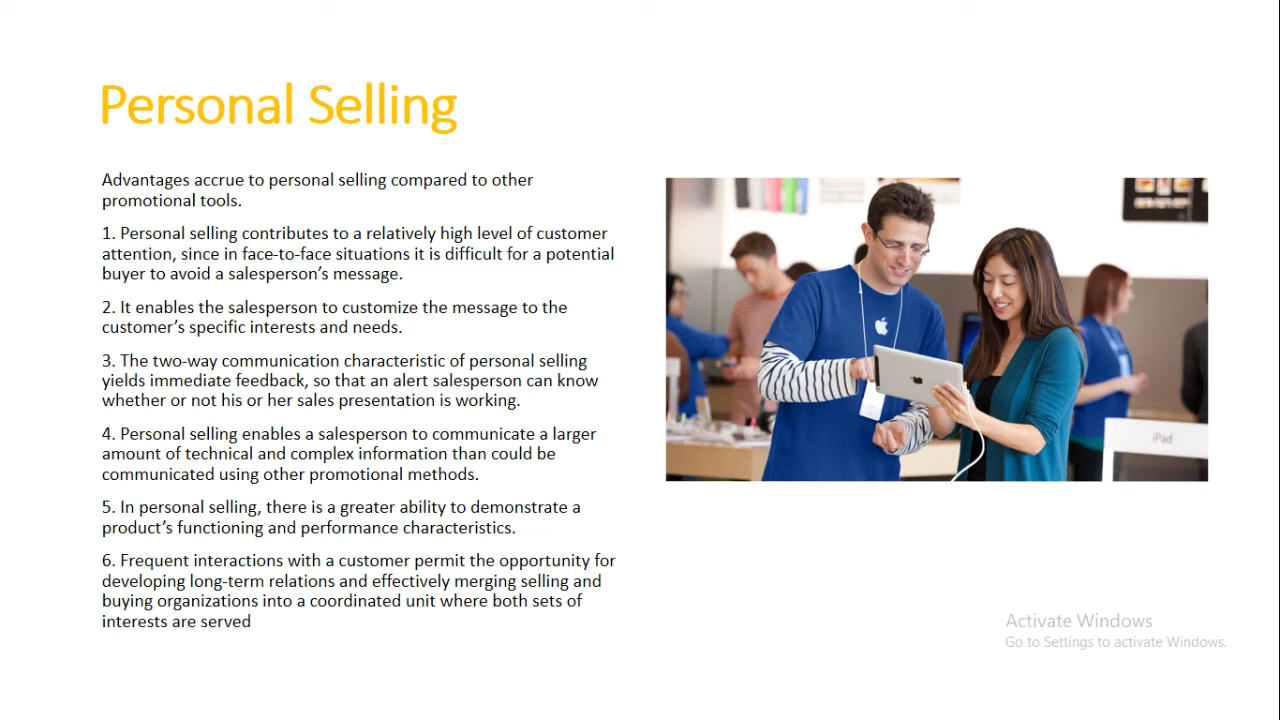 Personal Selling
Advantages accrue to personal selling compared to other
promotional tools.
1. Personal selling contributes to a relatively high level of customer
attention, since in face-to-face situations it is difficult for a potential
buyer to avoid a salesperson’s message.
2. It enables the salesperson to customize the message to the
customer’s specific interests and needs.
3. The two-way communication characteristic of personal selling
yields immediate feedback, so that an alert salesperson can know
whether or not his or her sales presentation is working.
4. Personal selling enables a salesperson to communicate a larger
amount of technical and complex information than could be
communicated using other promotional methods.
5. In personal selling, there is a greater ability to demonstrate a
product’s functioning and performance characteristics.
6. Frequent interactions with a customer permit the opportunity for
developing long-term relations and effectively merging selling and
buying organizations into a coordinated unit where both sets of
interests are served
iPad
Activate Windows
Go to Settings to activate Windows.